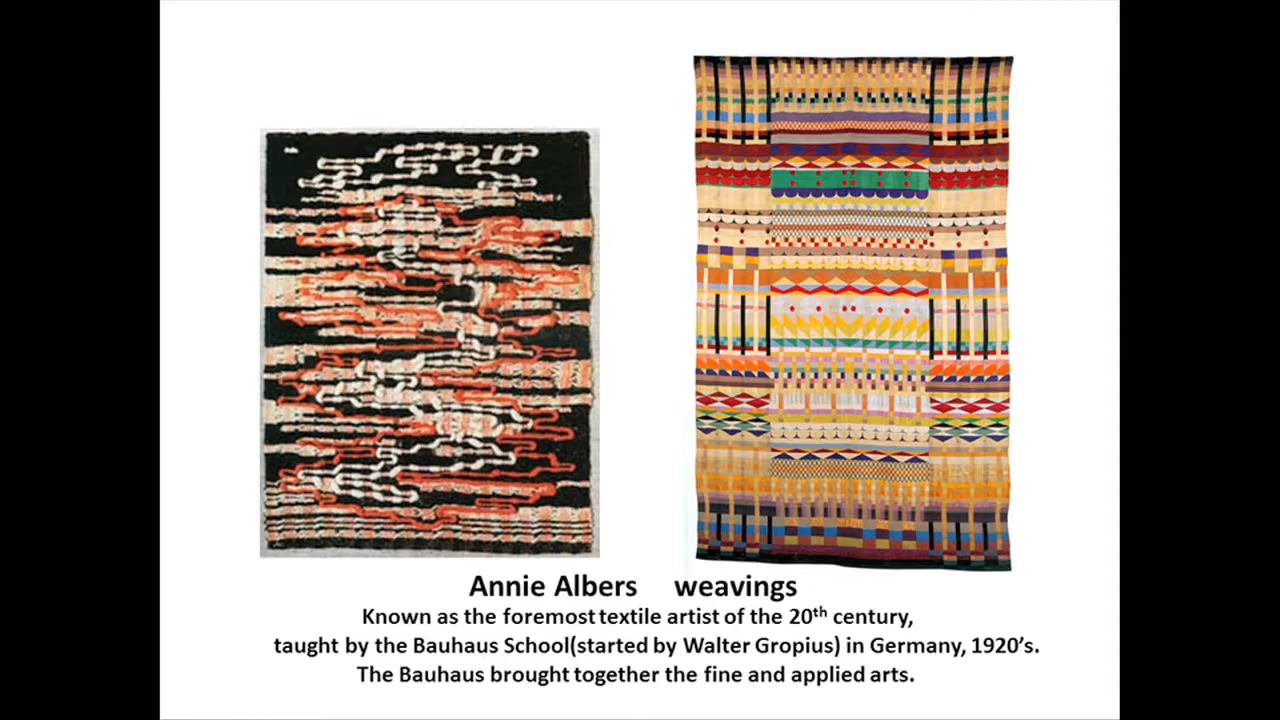 Annie Albers weavings
Known as the foremost textile artist of the 20th century,
taught by the Bauhaus School(started by Walter Gropius) in Germany, 1920's.
The Bauhaus brought together the fine and applied arts.